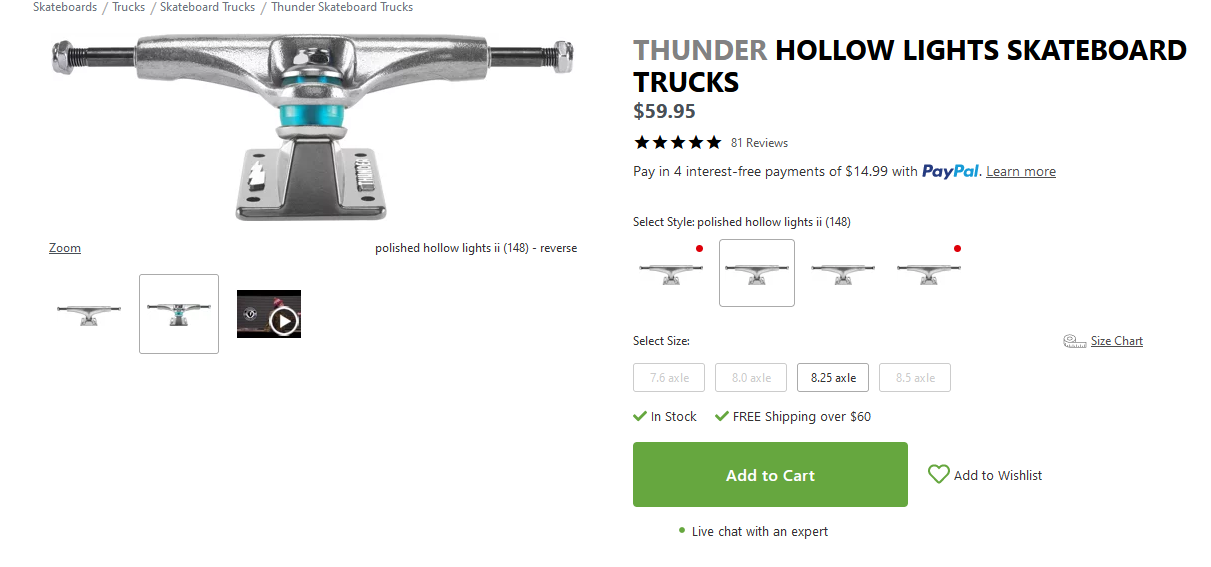 Skateboards / Trucks / Skateboard Trucks / Thunder Skateboard Trucks
THUNDER
Zoom
polished hollow lights ii (148) - reverse
THUNDER HOLLOW LIGHTS SKATEBOARD
TRUCKS
$59.95
81 Reviews
Pay in 4 interest-free payments of $14.99 with PayPal. Learn more
Select Style: polished hollow lights ii (148)
Select Size:
Size Chart
7.6 axle
8.0 axle
8.25 axle
8.5 axle
In Stock
FREE Shipping over $60
Add to Cart
Add to Wishlist
Live chat with an expert